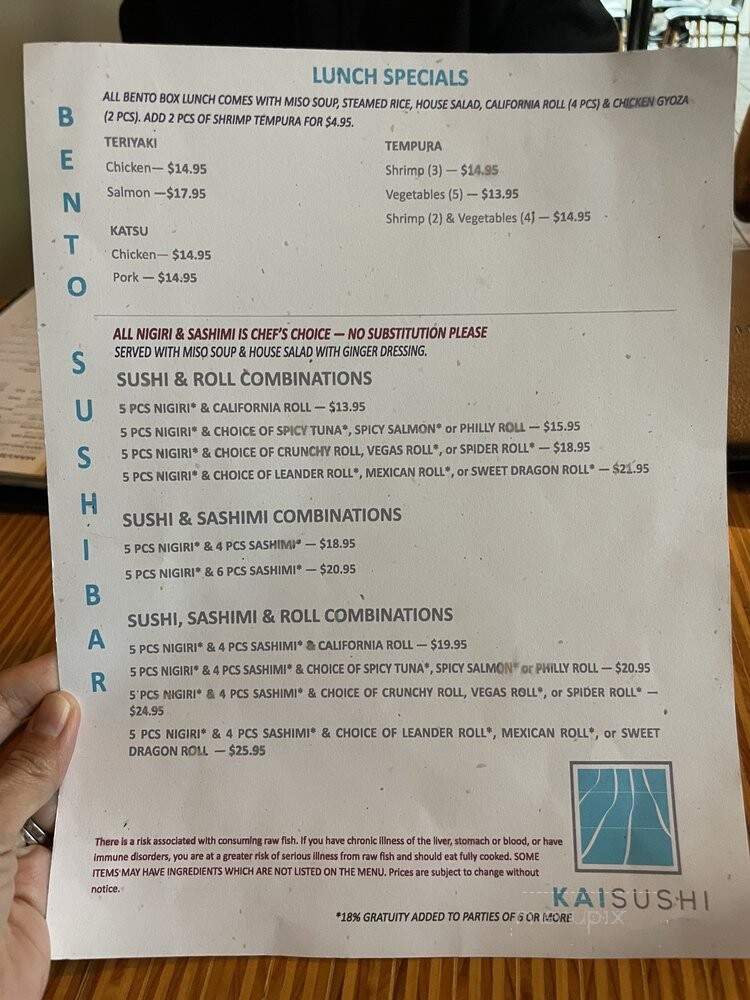 LUNCH SPECIALS
ALL BENTO BOX LUNCH COMES WITH MISO SOUP, STEAMED RICE, HOUSE SALAD, CALIFORNIA ROLL (4 PCS) & CHICKEN GYOZA
(2 PCS). ADD 2 PCS OF SHRIMP TEMPURA FOR $4.95.
BENTO
TERIYAKI
Chicken— $14.95
Salmon —$17.95
KATSU
Chicken— $14.95
Pork — $14.95
TEMPURA
Shrimp (3) — $14.95
Vegetables (5) — $13.95
Shrimp (2) & Vegetables (4) — $14.95
SUSHI BAR
ALL NIGIRI & SASHIMI IS CHEF'S CHOICE — NO SUBSTITUTION PLEASE
SERVED WITH MISO SOUP & HOUSE SALAD WITH GINGER DRESSING.
SUSHI & ROLL COMBINATIONS
5 PCS NIGIRI* & CALIFORNIA ROLL — $13.95
5 PCS NIGIRI* & CHOICE OF SPICY TUNA*, SPICY SALMON* or PHILLY ROLL — $15.95
5 PCS NIGIRI* & CHOICE OF CRUNCHY ROLL, VEGAS ROLL*, or SPIDER ROLL* — $18.95
5 PCS NIGIRI* & CHOICE OF LEANDER ROLL*, MEXICAN ROLL*, or SWEET DRAGON ROLL* — $21.95
SUSHI & SASHIMI COMBINATIONS
5 PCS NIGIRI* & 4 PCS SASHIMI* — $18.95
5 PCS NIGIRI* & 6 PCS SASHIMI* — $20.95
SUSHI, SASHIMI & ROLL COMBINATIONS
5 PCS NIGIRI* & 4 PCS SASHIMI* & CALIFORNIA ROLL — $19.95
5 PCS NIGIRI* & 4 PCS SASHIMI* & CHOICE OF SPICY TUNA*, SPICY SALMON* or PHILLY ROLL — $20.95
5 PCS NIGIRI* & 4 PCS SASHIMI* & CHOICE OF CRUNCHY ROLL, VEGAS ROLL*, or SPIDER ROLL* —
$24.95
5 PCS NIGIRI* & 4 PCS SASHIMI* & CHOICE OF LEANDER ROLL*, MEXICAN ROLL*, or SWEET
DRAGON ROLL — $25.95
There is a risk associated with consuming raw fish. If you have chronic illness of the liver, stomach or blood, or have
immune disorders, you are at a greater risk of serious illness from raw fish and should eat fully cooked. SOME
ITEMS MAY HAVE INGREDIENTS WHICH ARE NOT LISTED ON THE MENU. Prices are subject to change without
notice.
KAISUSHI
*18% GRATUITY ADDED TO PARTIES OF 6 OR MORE